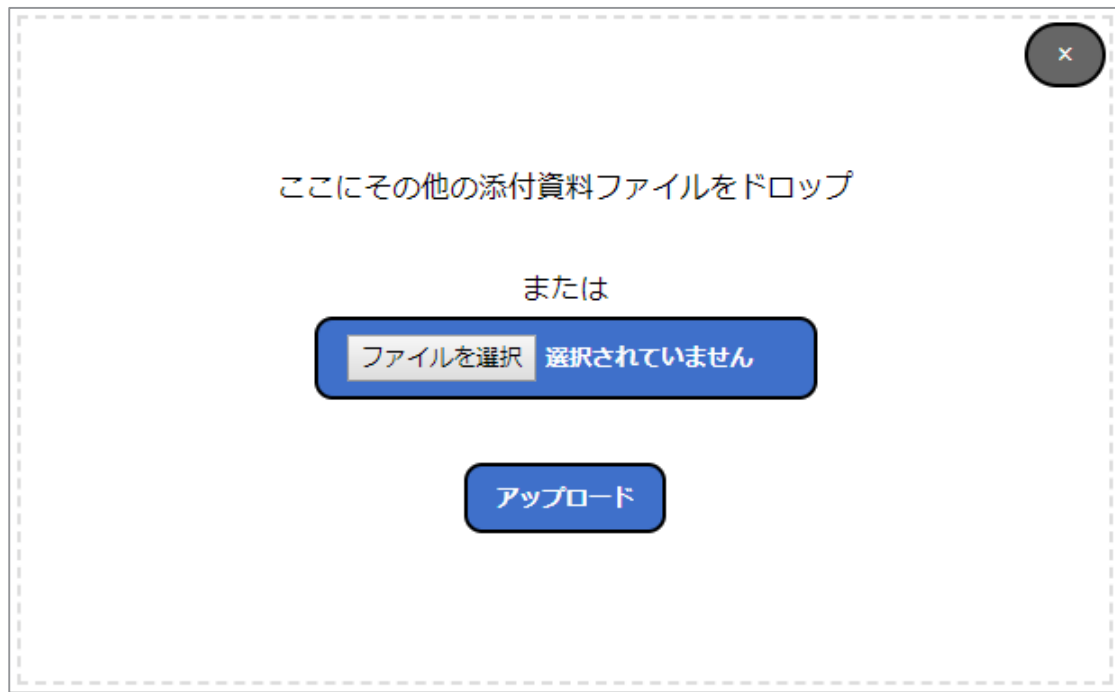 ×
ここにその他の添付資料ファイルをドロップ
または
ファイルを選択 選択されていません
アップロード